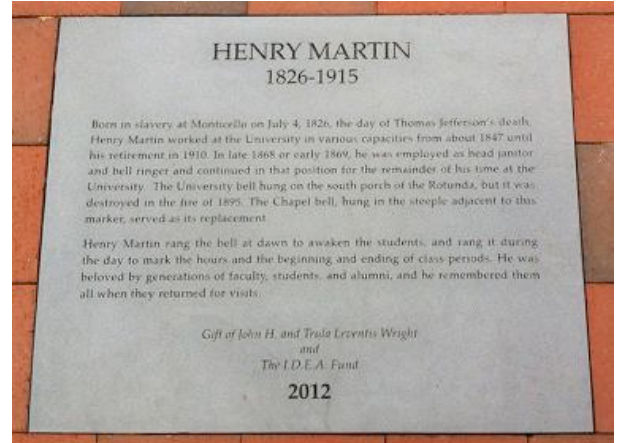 HENRY MARTIN
1826-1915
Born in slavery at Monticello on July 4, 1826, the day of Thomas Jefferson's death,
Henry Martin worked at the University in various capacities from about 1847 until
his retirement in 1910. In late 1868 or early 1869, he was employed as head janitor
and bell ringer and continued in that position for the remainder of his time at the
University. The University bell hung on the south porch of the Rotunda, but it was
destroyed in the fire of 1895. The Chapel bell, hung in the steeple adjacent to this
marker, served as its replacement.
Henry Martin rang the bell at dawn to awaken the students, and rang it during
the day to mark the hours and the beginning and ending of class periods. He was
beloved by generations of faculty, students, and alumni, and he remembered them
all when they returned for visits.
Gift of John H. and Trula Leventis Wright
and
The I.D.E.A. Fund
2012